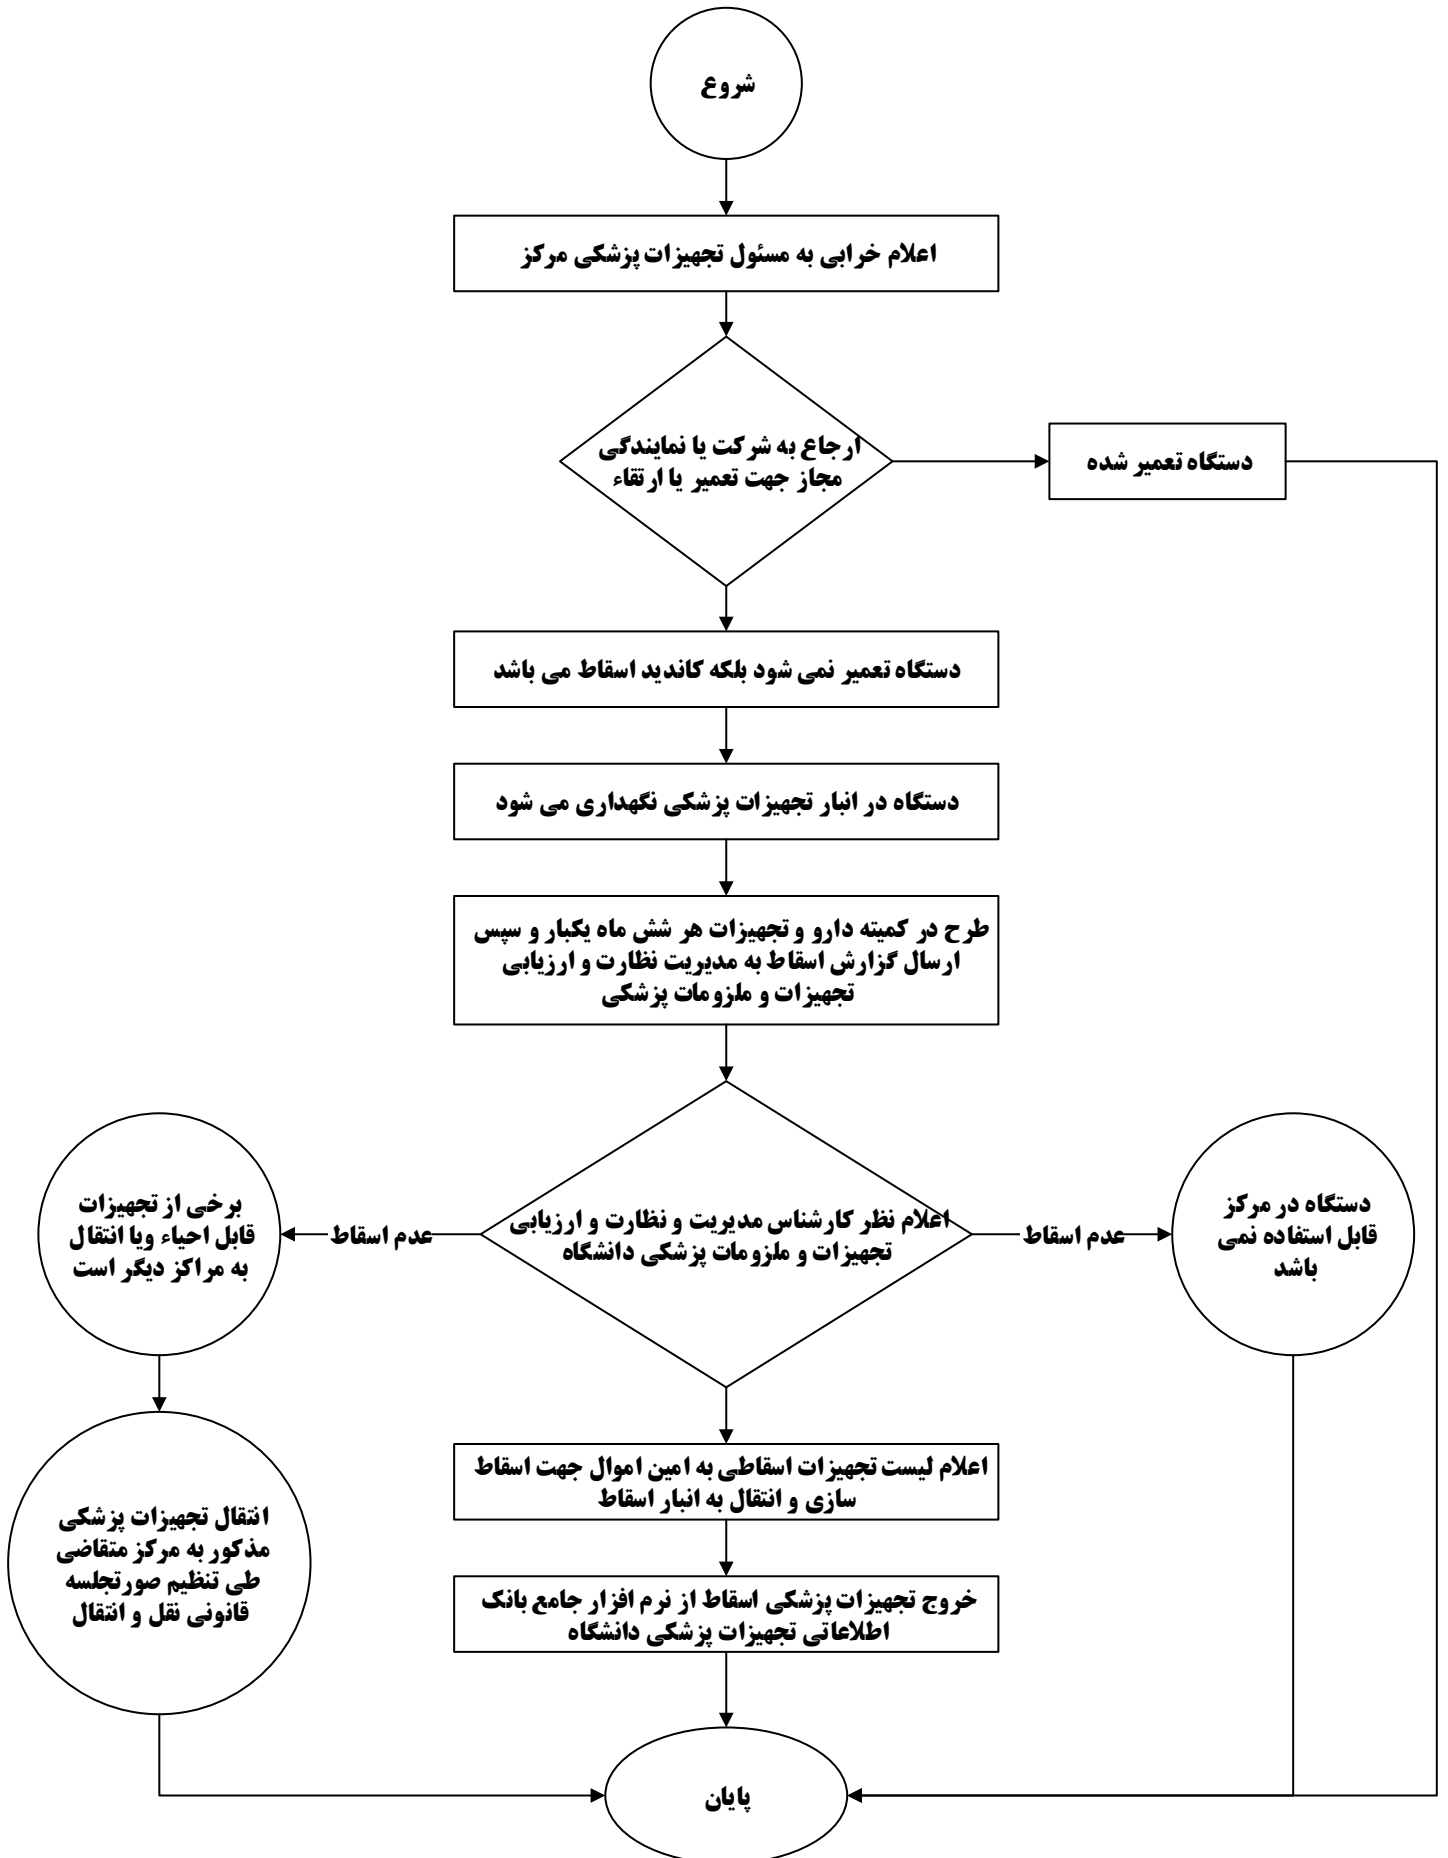 شروع
اعلام خرابی به مسئول تجهیزات پزشکی مرکز
ارجاع به شرکت یا نمایندگی
مجاز جهت تعمیر یا ارتقاء
دستگاه تعمیر شده
دستگاه تعمیر نمی شود بلکه کاندید اسقاط می باشد
دستگاه در انبار تجهیزات پزشکی نگهداری می شود
طرح در کمیته دارو و تجهیزات هر شش ماه یکبار و سپس
ارسال گزارش اسقاط به مدیریت نظارت و ارزیابی
تجهیزات و ملزومات پزشکی
اعلام نظر کارشناس مدیریت و نظارت و ارزیابی
تجهیزات و ملزومات پزشکی دانشگاه
عدم اسقاط
دستگاه در مرکز
قابل استفاده نمی
باشد
عدم اسقاط
برخی از تجهیزات
قابل احیاء ویا انتقال
به مراکز دیگر است
انتقال تجهیزات پزشکی
مذکور به مرکز متقاضی
طی تنظیم صورتجلسه
قانونی نقل و انتقال
اعلام لیست تجهیزات اسقاطی به امین اموال جهت اسقاط
سازی و انتقال به انبار اسقاط
خروج تجهیزات پزشکی اسقاط از نرم افزار جامع بانک
اطلاعاتی تجهیزات پزشکی دانشگاه
پایان